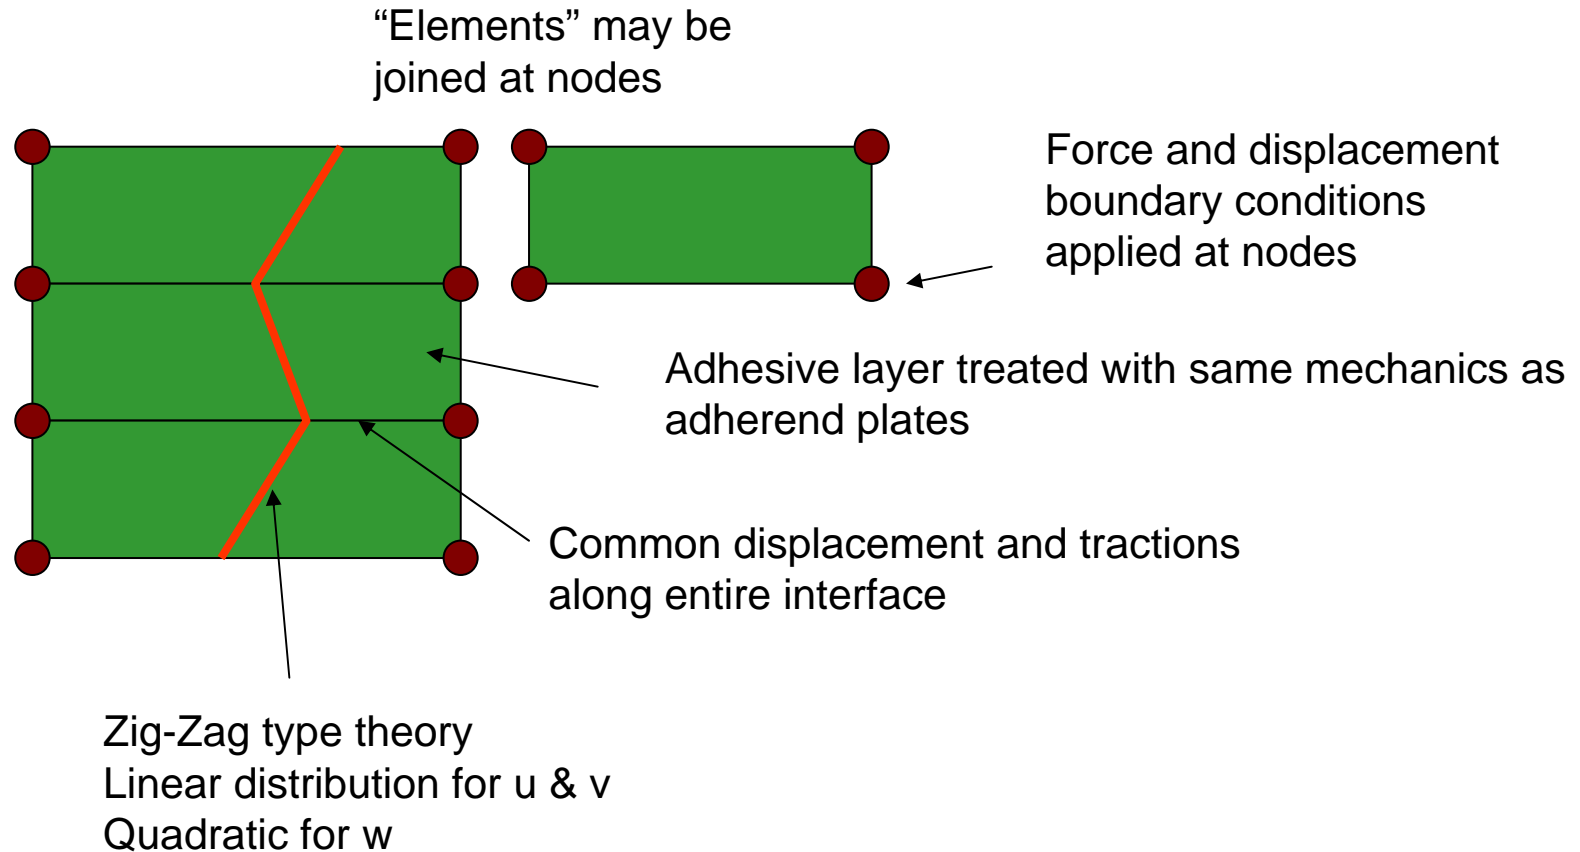 “Elements” may be
joined at nodes
Force and displacement
boundary conditions
applied at nodes
Adhesive layer treated with same mechanics as
adherend plates
Common displacement and tractions
along entire interface
Zig-Zag type theory
Linear distribution for u & v
Quadratic for w